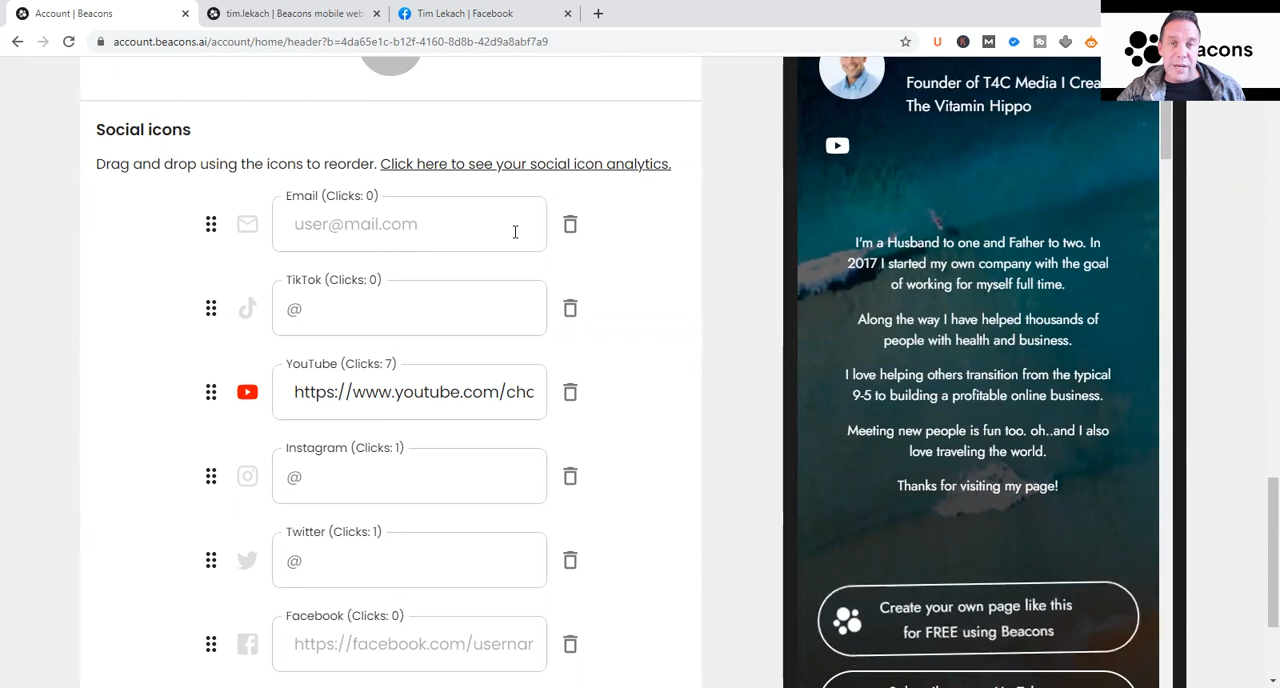 Account | Beacons
tim.lekach | Beacons mobile web
Tim Lekach | Facebook
account.beacons.ai/account/home/header?b=4da65e1c-b12f-4160-8d8b-42d9a8abf7a9
Social icons
Drag and drop using the icons to reorder. Click here to see your social icon analytics.
Email (Clicks: 0)
user@mail.com
TikTok (Clicks: 0)
@
YouTube (Clicks: 7)
https://www.youtube.com/cho
Instagram (Clicks: 1)
@
Twitter (Clicks: 1)
@
Facebook (Clicks: 0)
https://facebook.com/usernar
Founder of T4C Media I Crea
The Vitamin Hippo
I'm a Husband to one and Father to two. In
2017 I started my own company with the goal
of working for myself full time.
Along the way I have helped thousands of
people with health and business.
I love helping others transition from the typical
9-5 to building a profitable online business.
Meeting new people is fun too. oh..and I also
love traveling the world.
Thanks for visiting my page!
Create your own page like this
for FREE using Beacons